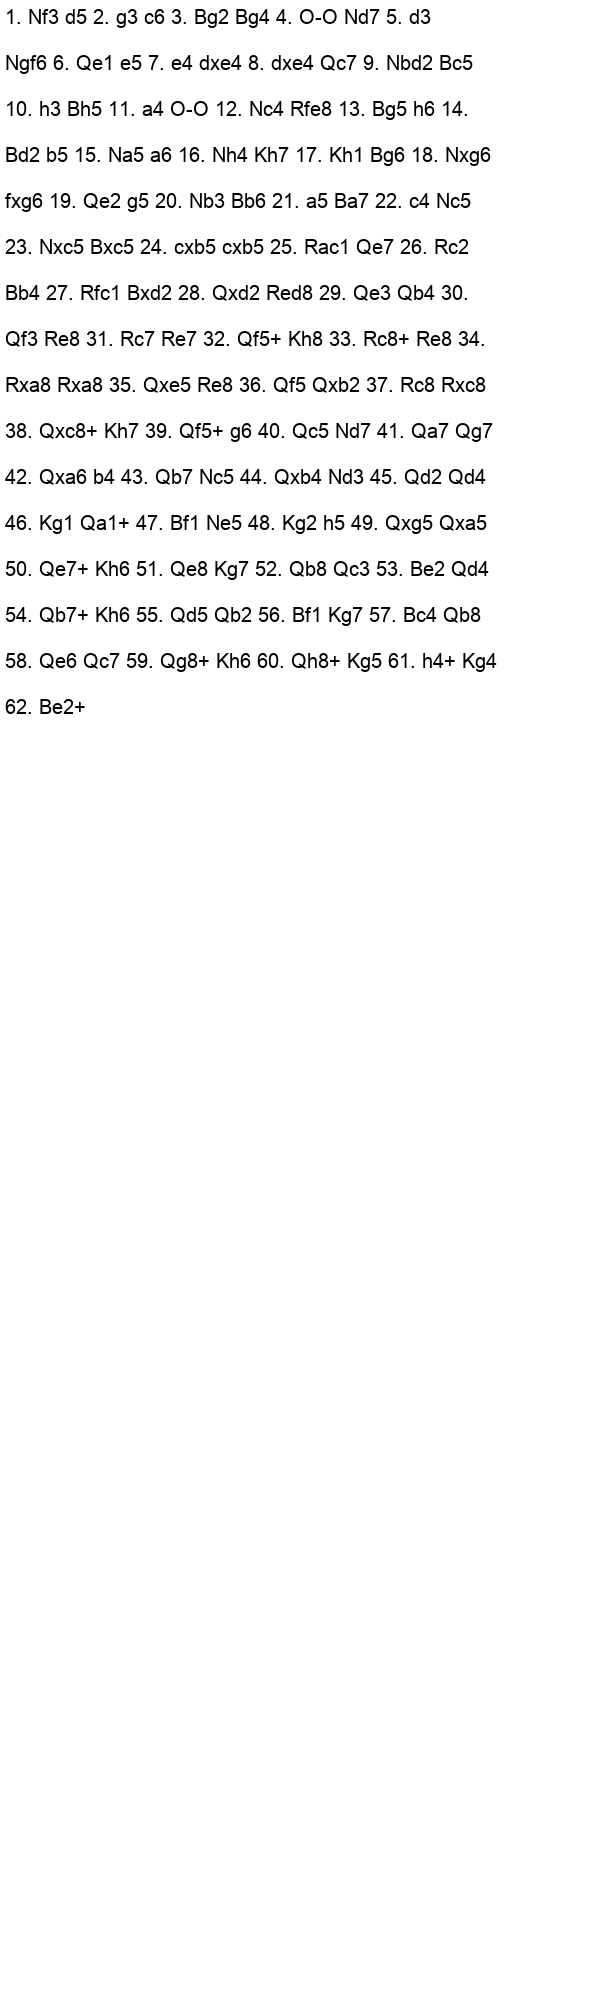 1. Nf3 d5 2. g3 c6 3. Bg2 Bg4 4. O-O Nd7 5. d3
Ngf6 6. Qe1 e5 7. e4 dxe4 8. dxe4 Qc7 9. Nbd2 Bc5
10. h3 Bh5 11. a4 O-O 12. Nc4 Rfe8 13. Bg5 h6 14.
Bd2 b5 15. Na5 a6 16. Nh4 Kh7 17. Kh1 Bg6 18. Nxg6
fxg6 19. Qe2 g5 20. Nb3 Bb6 21. a5 Ba7 22. c4 Nc5
23. Nxc5 Bxc5 24. cxb5 cxb5 25. Rac1 Qe7 26. Rc2
Bb4 27. Rfc1 Bxd2 28. Qxd2 Red8 29. Qe3 Qb4 30.
Qf3 Re8 31. Rc7 Re7 32. Qf5+ Kh8 33. Rc8+ Re8 34.
Rxa8 Rxa8 35. Qxe5 Re8 36. Qf5 Qxb2 37. Rc8 Rxc8
38. Qxc8+ Kh7 39. Qf5+ g6 40. Qc5 Nd7 41. Qa7 Qg7
42. Qxa6 b4 43. Qb7 Nc5 44. Qxb4 Nd3 45. Qd2 Qd4
46. Kg1 Qa1+ 47. Bf1 Ne5 48. Kg2 h5 49. Qxg5 Qxa5
50. Qe7+ Kh6 51. Qe8 Kg7 52. Qb8 Qc3 53. Be2 Qd4
54. Qb7+ Kh6 55. Qd5 Qb2 56. Bf1 Kg7 57. Bc4 Qb8
58. Qe6 Qc7 59. Qg8+ Kh6 60. Qh8+ Kg5 61. h4+ Kg4
62. Be2+